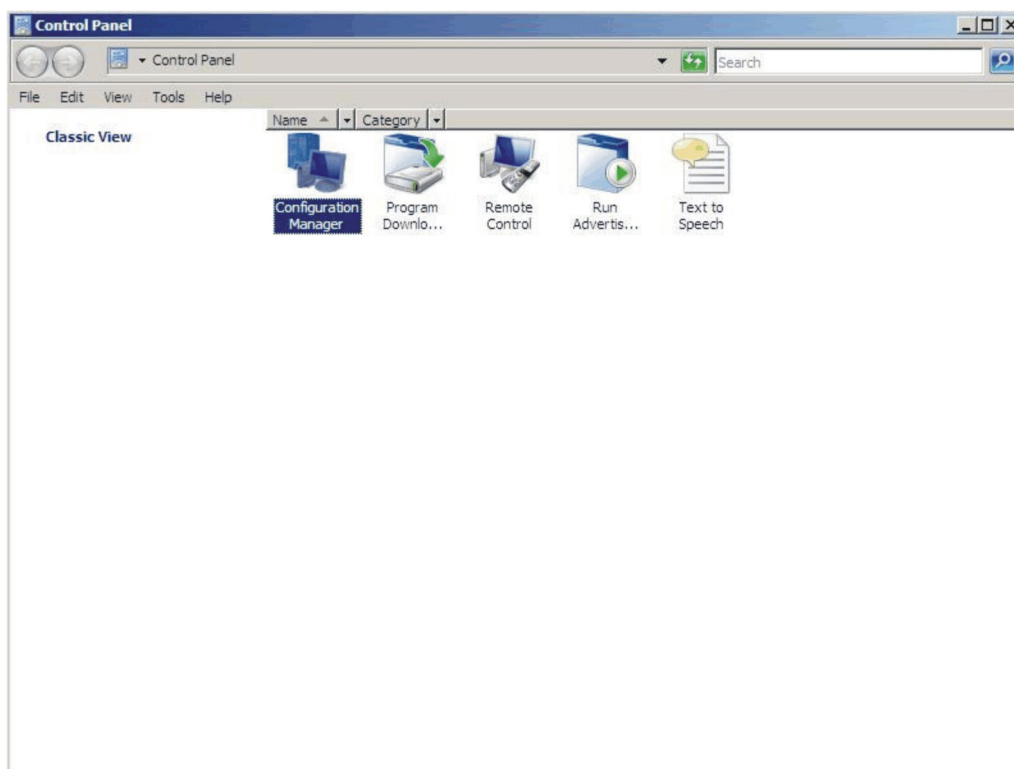 Control Panel
Control Panel
Search
File Edit View Tools Help
Name Category
Classic View
Configuration Manager
Program Downlo...
Remote Control
Run Advertis...
Text to Speech